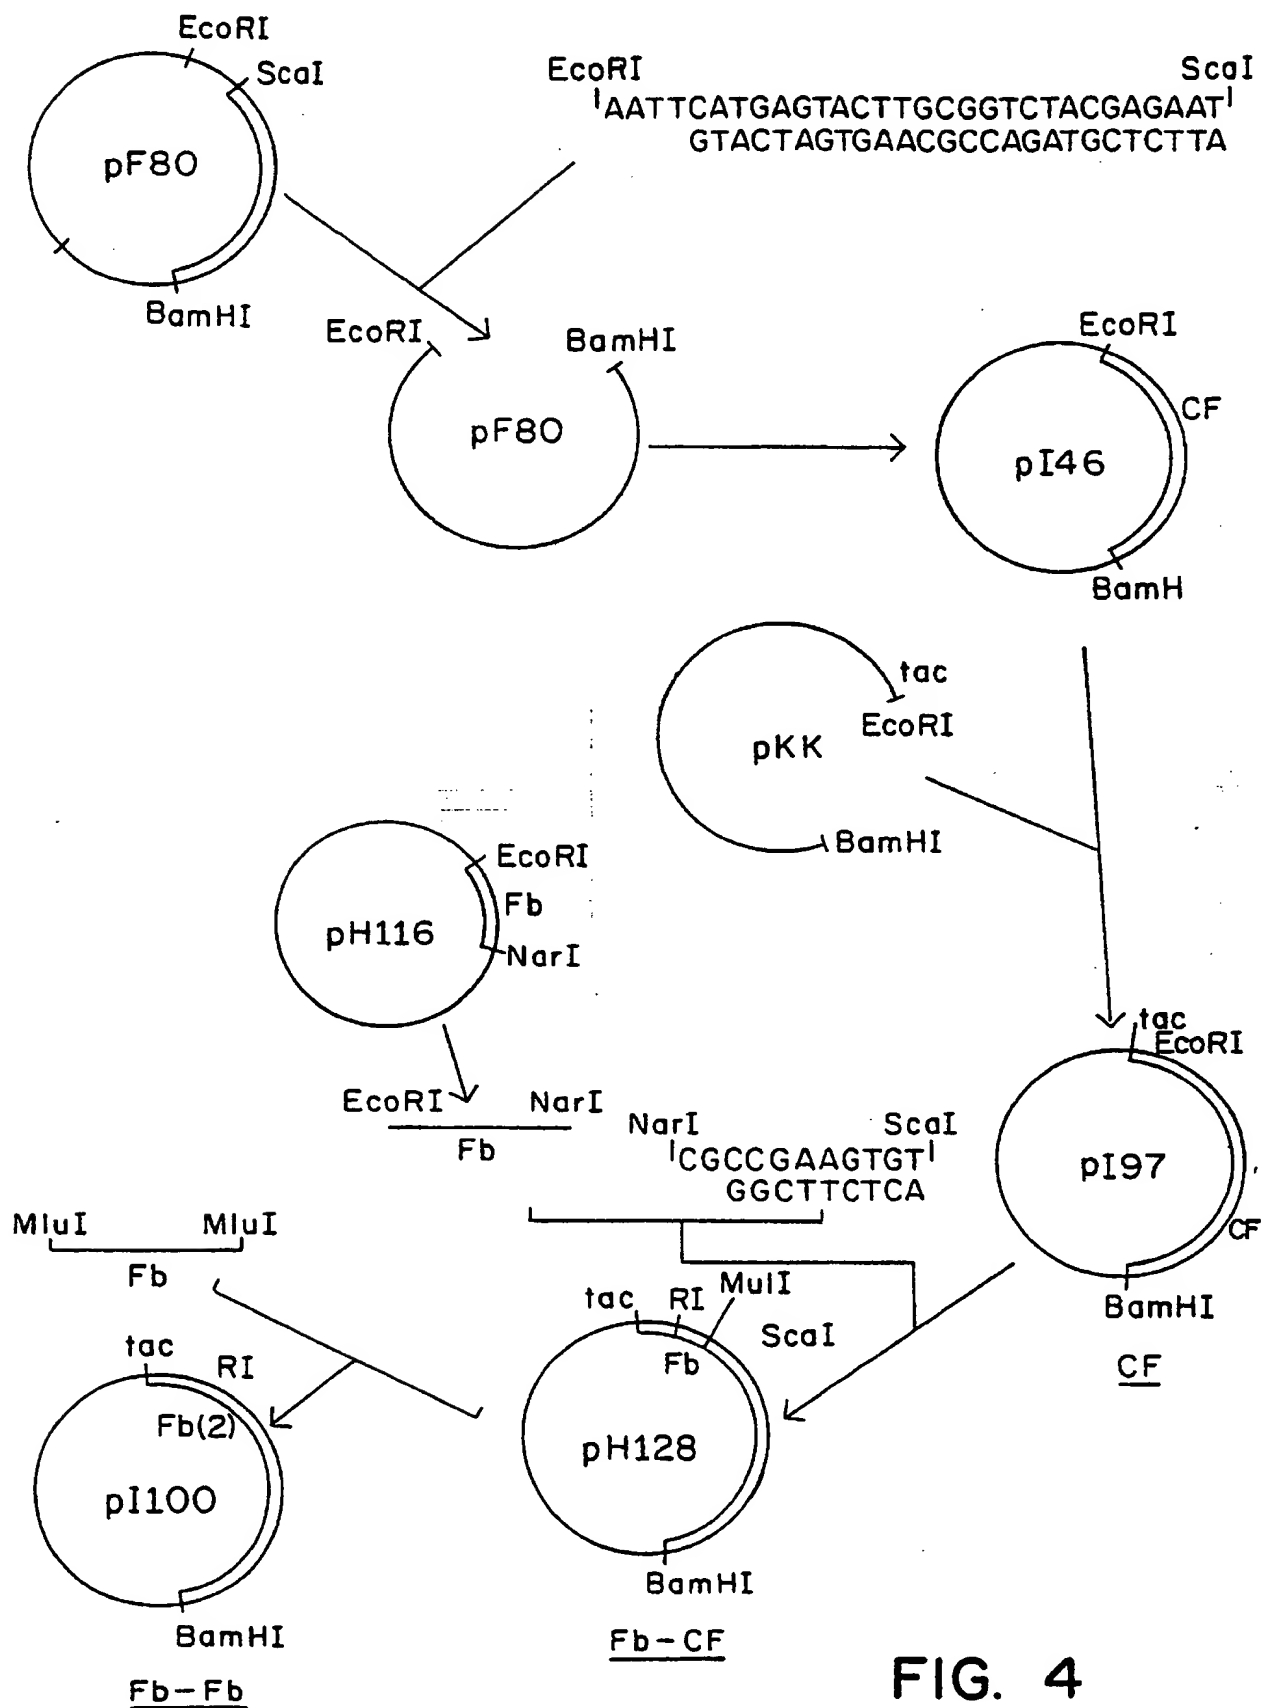 EcoRI
ScaI
pF80
BamHI
EcoRI
ScaI
AATTCATGAGTACTTGCGGTCTACGAGAAT
GTACTAGTGAACGCCAGATGCTCTTA
EcoRI
BamHI
pF80
EcoRI
CF
pI46
BamH
tac
EcoRI
pKK
BamHI
EcoRI
Fb
pH116
NarI
EcoRI
NarI
Fb
NarI
ScaI
CGCCGAAGTGT
GGCTTCTCA
tac
EcoRI
pI97
CF
BamHI
CF
MluI
MluI
Fb
tac
RI
MulI
ScaI
Fb
pH128
BamHI
Fb-CF
tac
RI
Fb(2)
pI100
BamHI
Fb-Fb
FIG. 4